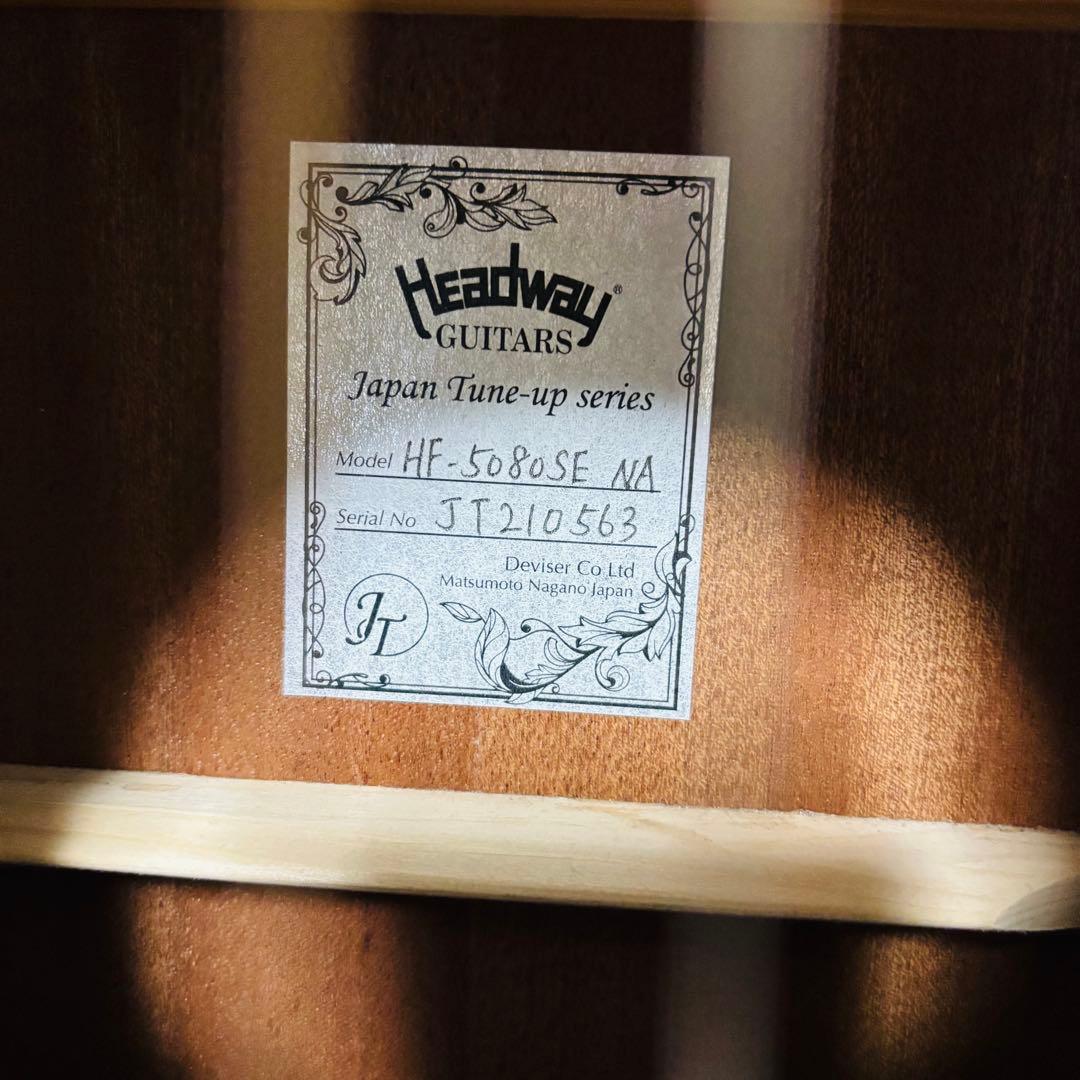 Headway®
GUITARS
Japan Tune-up series
Model HF-5080SE NA
Serial No JT210563
Deviser Co Ltd
Matsumoto Nagano Japan
JT